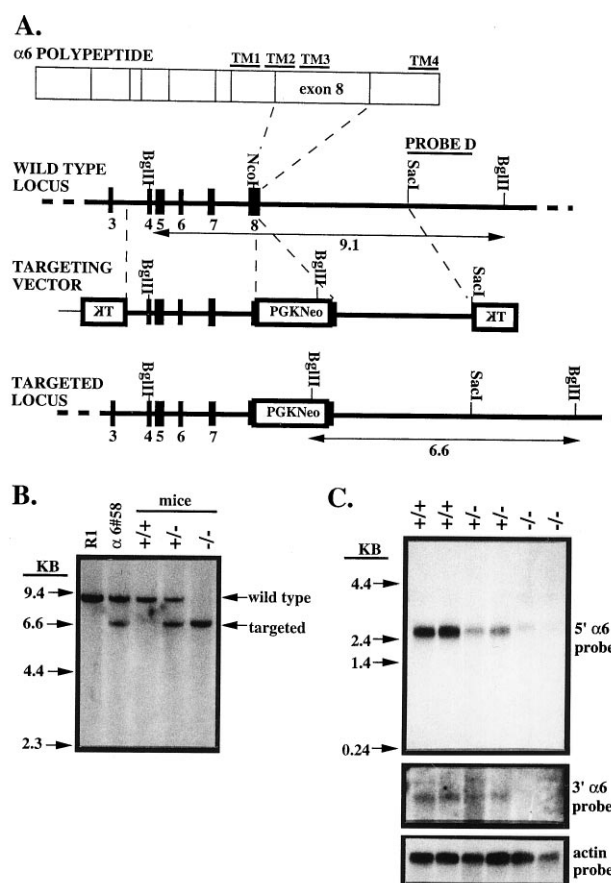 A.
α6 POLYPEPTIDE
TM1 TM2 TM3 TM4
exon 8
PROBE D
WILD TYPE LOCUS
BglII NcoI SacI BglII
3 4 5 6 7 8
9.1
TARGETING VECTOR
TK BglII PGKNeo BglII SacI TK
TARGETED LOCUS
BglII BglII SacI BglII
PGKNeo
3 4 5 6 7
6.6
B.
mice
R1 α6#58 +/+ +/- -/-
KB
9.4
6.6
4.4
2.3
wild type
targeted
C.
+/+ +/+ +/- +/- -/- -/-
KB
4.4
2.4
1.4
0.24
5' α6 probe
3' α6 probe
actin probe